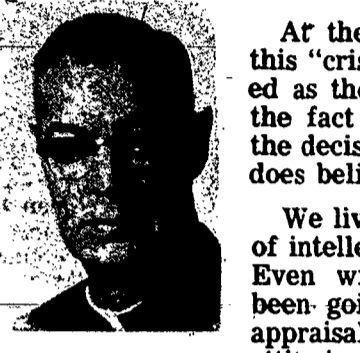 At the
this “cris
ed as the
the fact
the decis
does beli
We liv
of intelle
Even wi
been goi
appraisal